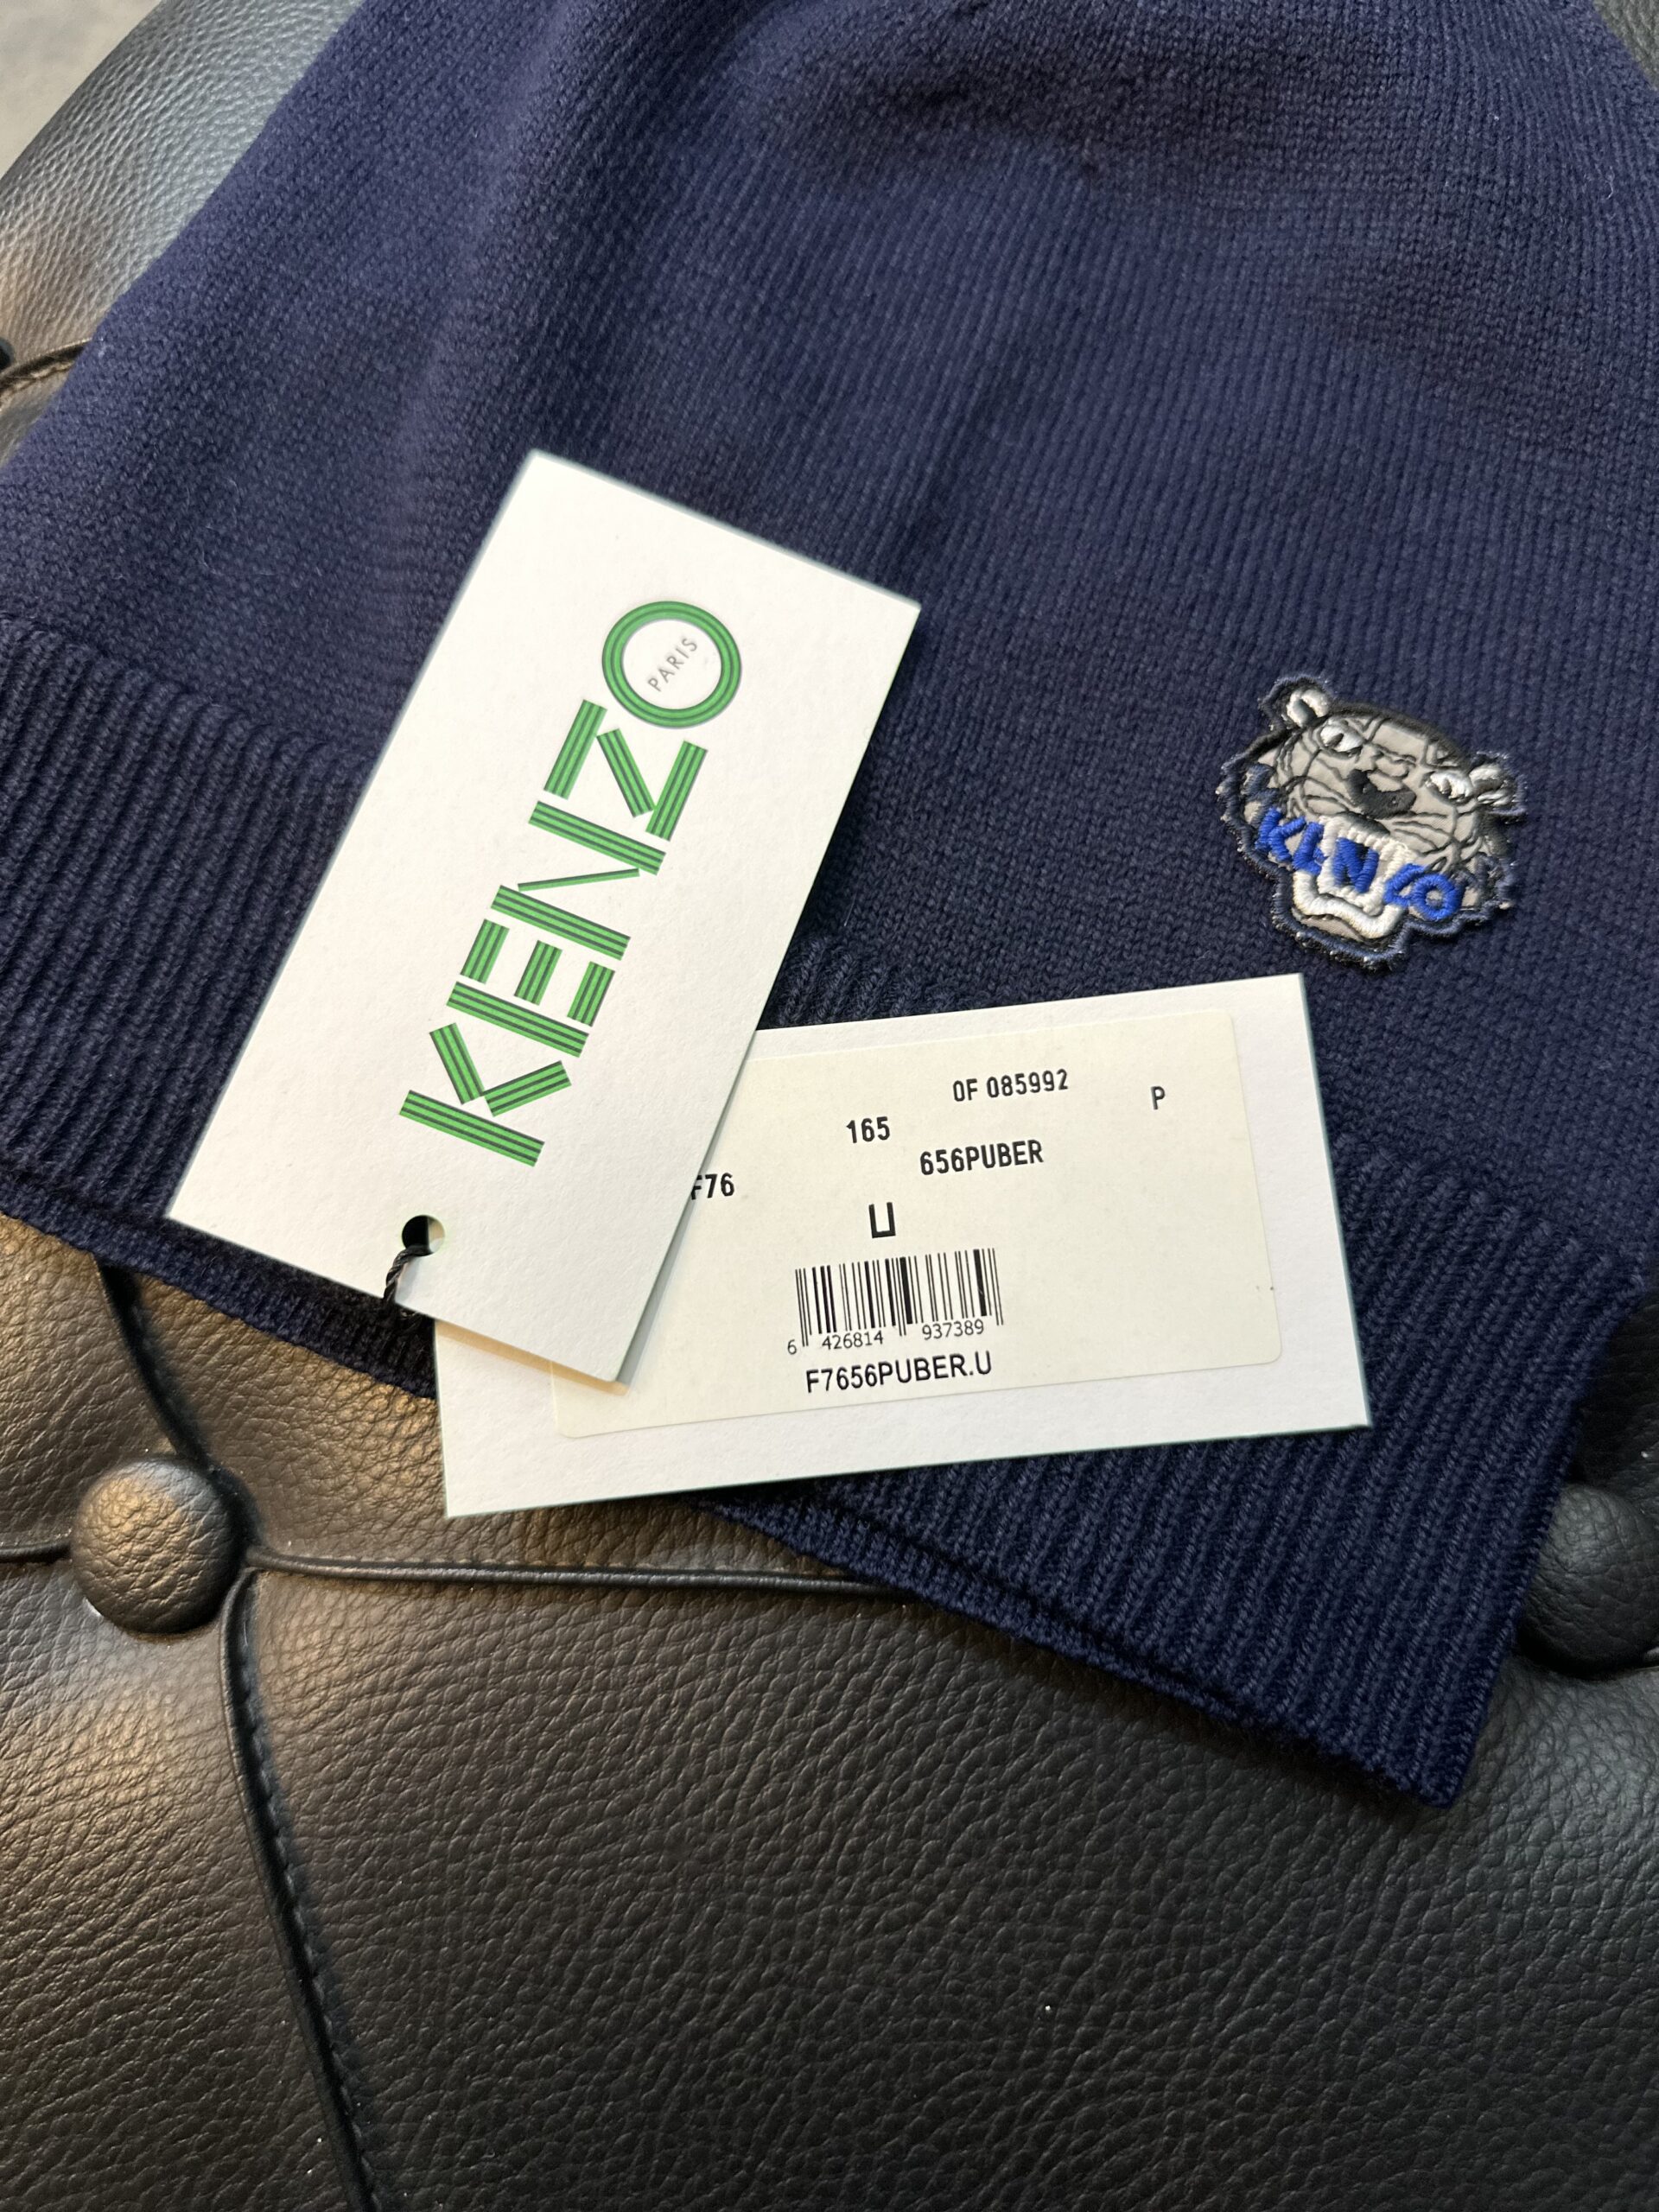 KENZO
PARIS
KENZO
0F 085992
P
165
656PUBER
F76
U
6 426814 937389
F7656PUBER.U